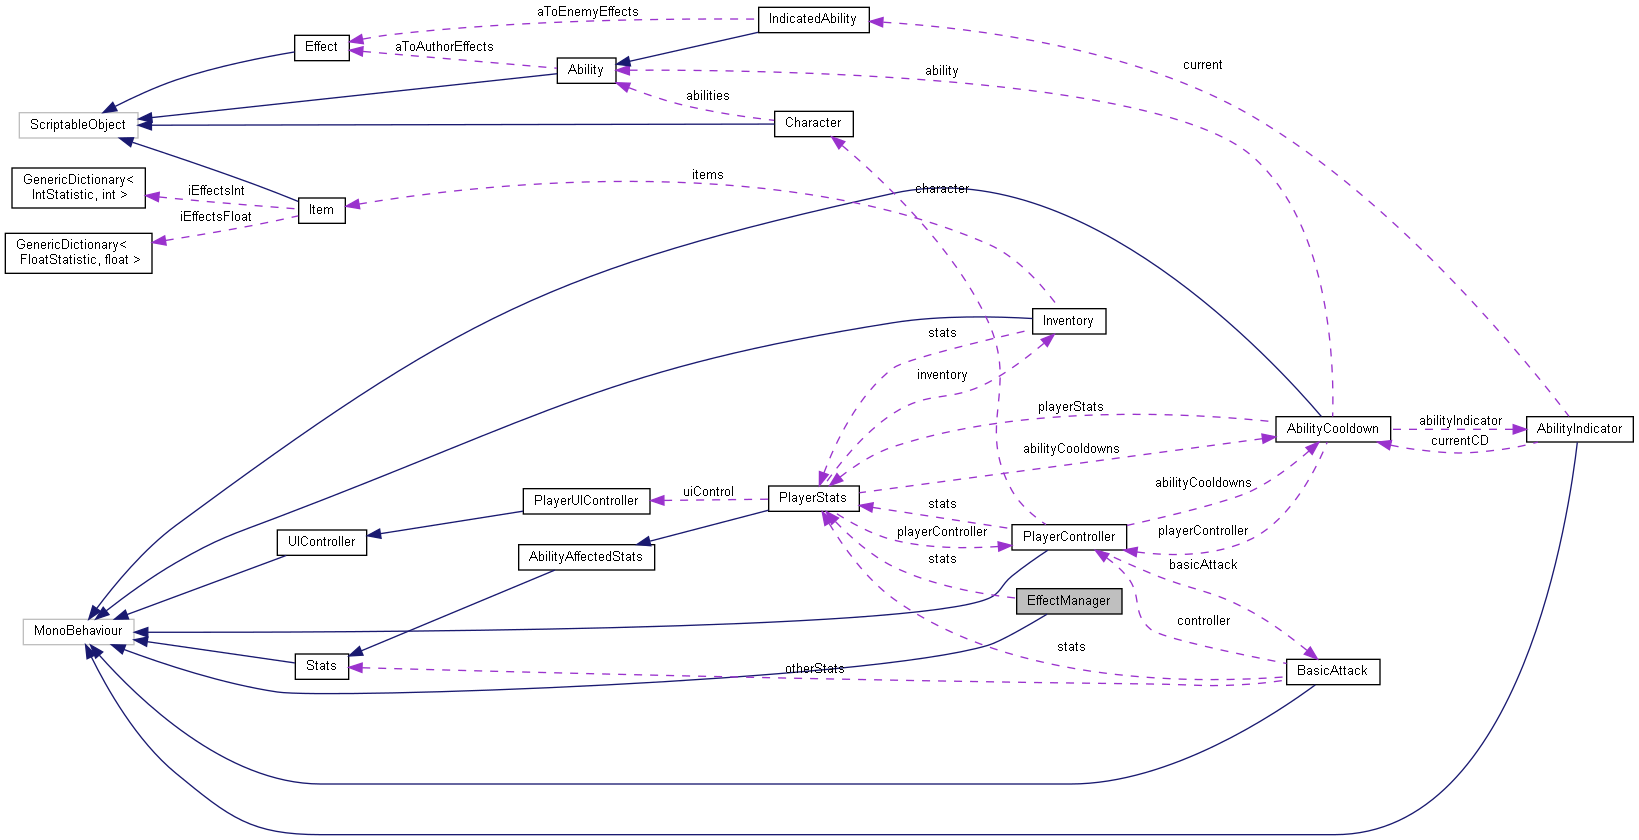 aToEnemyEffects
IndicatedAbility
Effect
aToAuthorEffects
Ability
ability
current
abilities
ScriptableObject
Character
GenericDictionary<
IntStatistic, int >
iEffectsInt
items
character
Item
iEffectsFloat
GenericDictionary<
FloatStatistic, float >
Inventory
stats
inventory
playerStats
AbilityCooldown
abilityIndicator
currentCD
AbilityIndicator
abilityCooldowns
abilityCooldowns
PlayerUIController
uiControl
PlayerStats
stats
playerController
PlayerController
playerController
UIController
AbilityAffectedStats
stats
basicAttack
EffectManager
controller
MonoBehaviour
stats
Stats
otherStats
BasicAttack